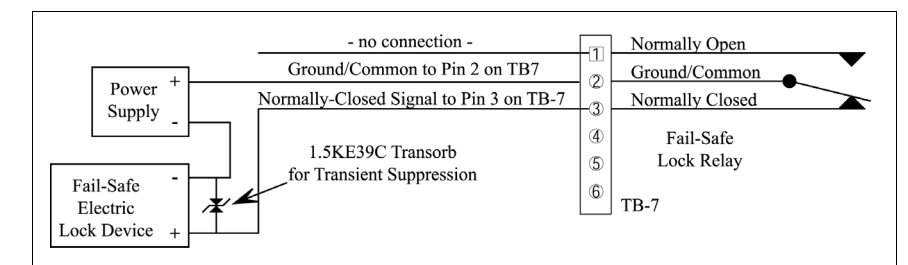 - no connection -
1
Normally Open
Ground/Common to Pin 2 on TB7
2
Ground/Common
Power
Supply
+
-
Normally-Closed Signal to Pin 3 on TB-7
3
Normally Closed
4
5
6
Fail-Safe
Lock Relay
TB-7
1.5KE39C Transorb
for Transient Suppression
Fail-Safe
Electric
Lock Device
-
+